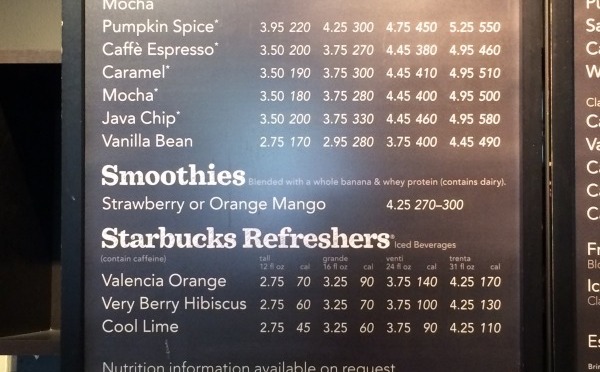 Mocha
Pumpkin Spice* 3.95 220 4.25 300 4.75 450 5.25 550
Caffè Espresso* 3.50 200 3.75 270 4.45 380 4.95 460
Caramel* 3.50 190 3.75 300 4.45 410 4.95 510
Mocha* 3.50 180 3.75 280 4.45 400 4.95 500
Java Chip* 3.50 200 3.75 330 4.45 460 4.95 580
Vanilla Bean 2.75 170 2.95 280 3.75 400 4.45 490
Smoothies Blended with a whole banana & whey protein (contains dairy).
Strawberry or Orange Mango 4.25 270–300
Starbucks Refreshers® Iced Beverages
(contain caffeine) tall grande venti trenta
12 fl oz cal 16 fl oz cal 24 fl oz cal 31 fl oz cal
Valencia Orange 2.75 70 3.25 90 3.75 140 4.25 170
Very Berry Hibiscus 2.75 60 3.25 70 3.75 100 4.25 130
Cool Lime 2.75 45 3.25 60 3.75 90 4.25 110
Nutrition information available on request